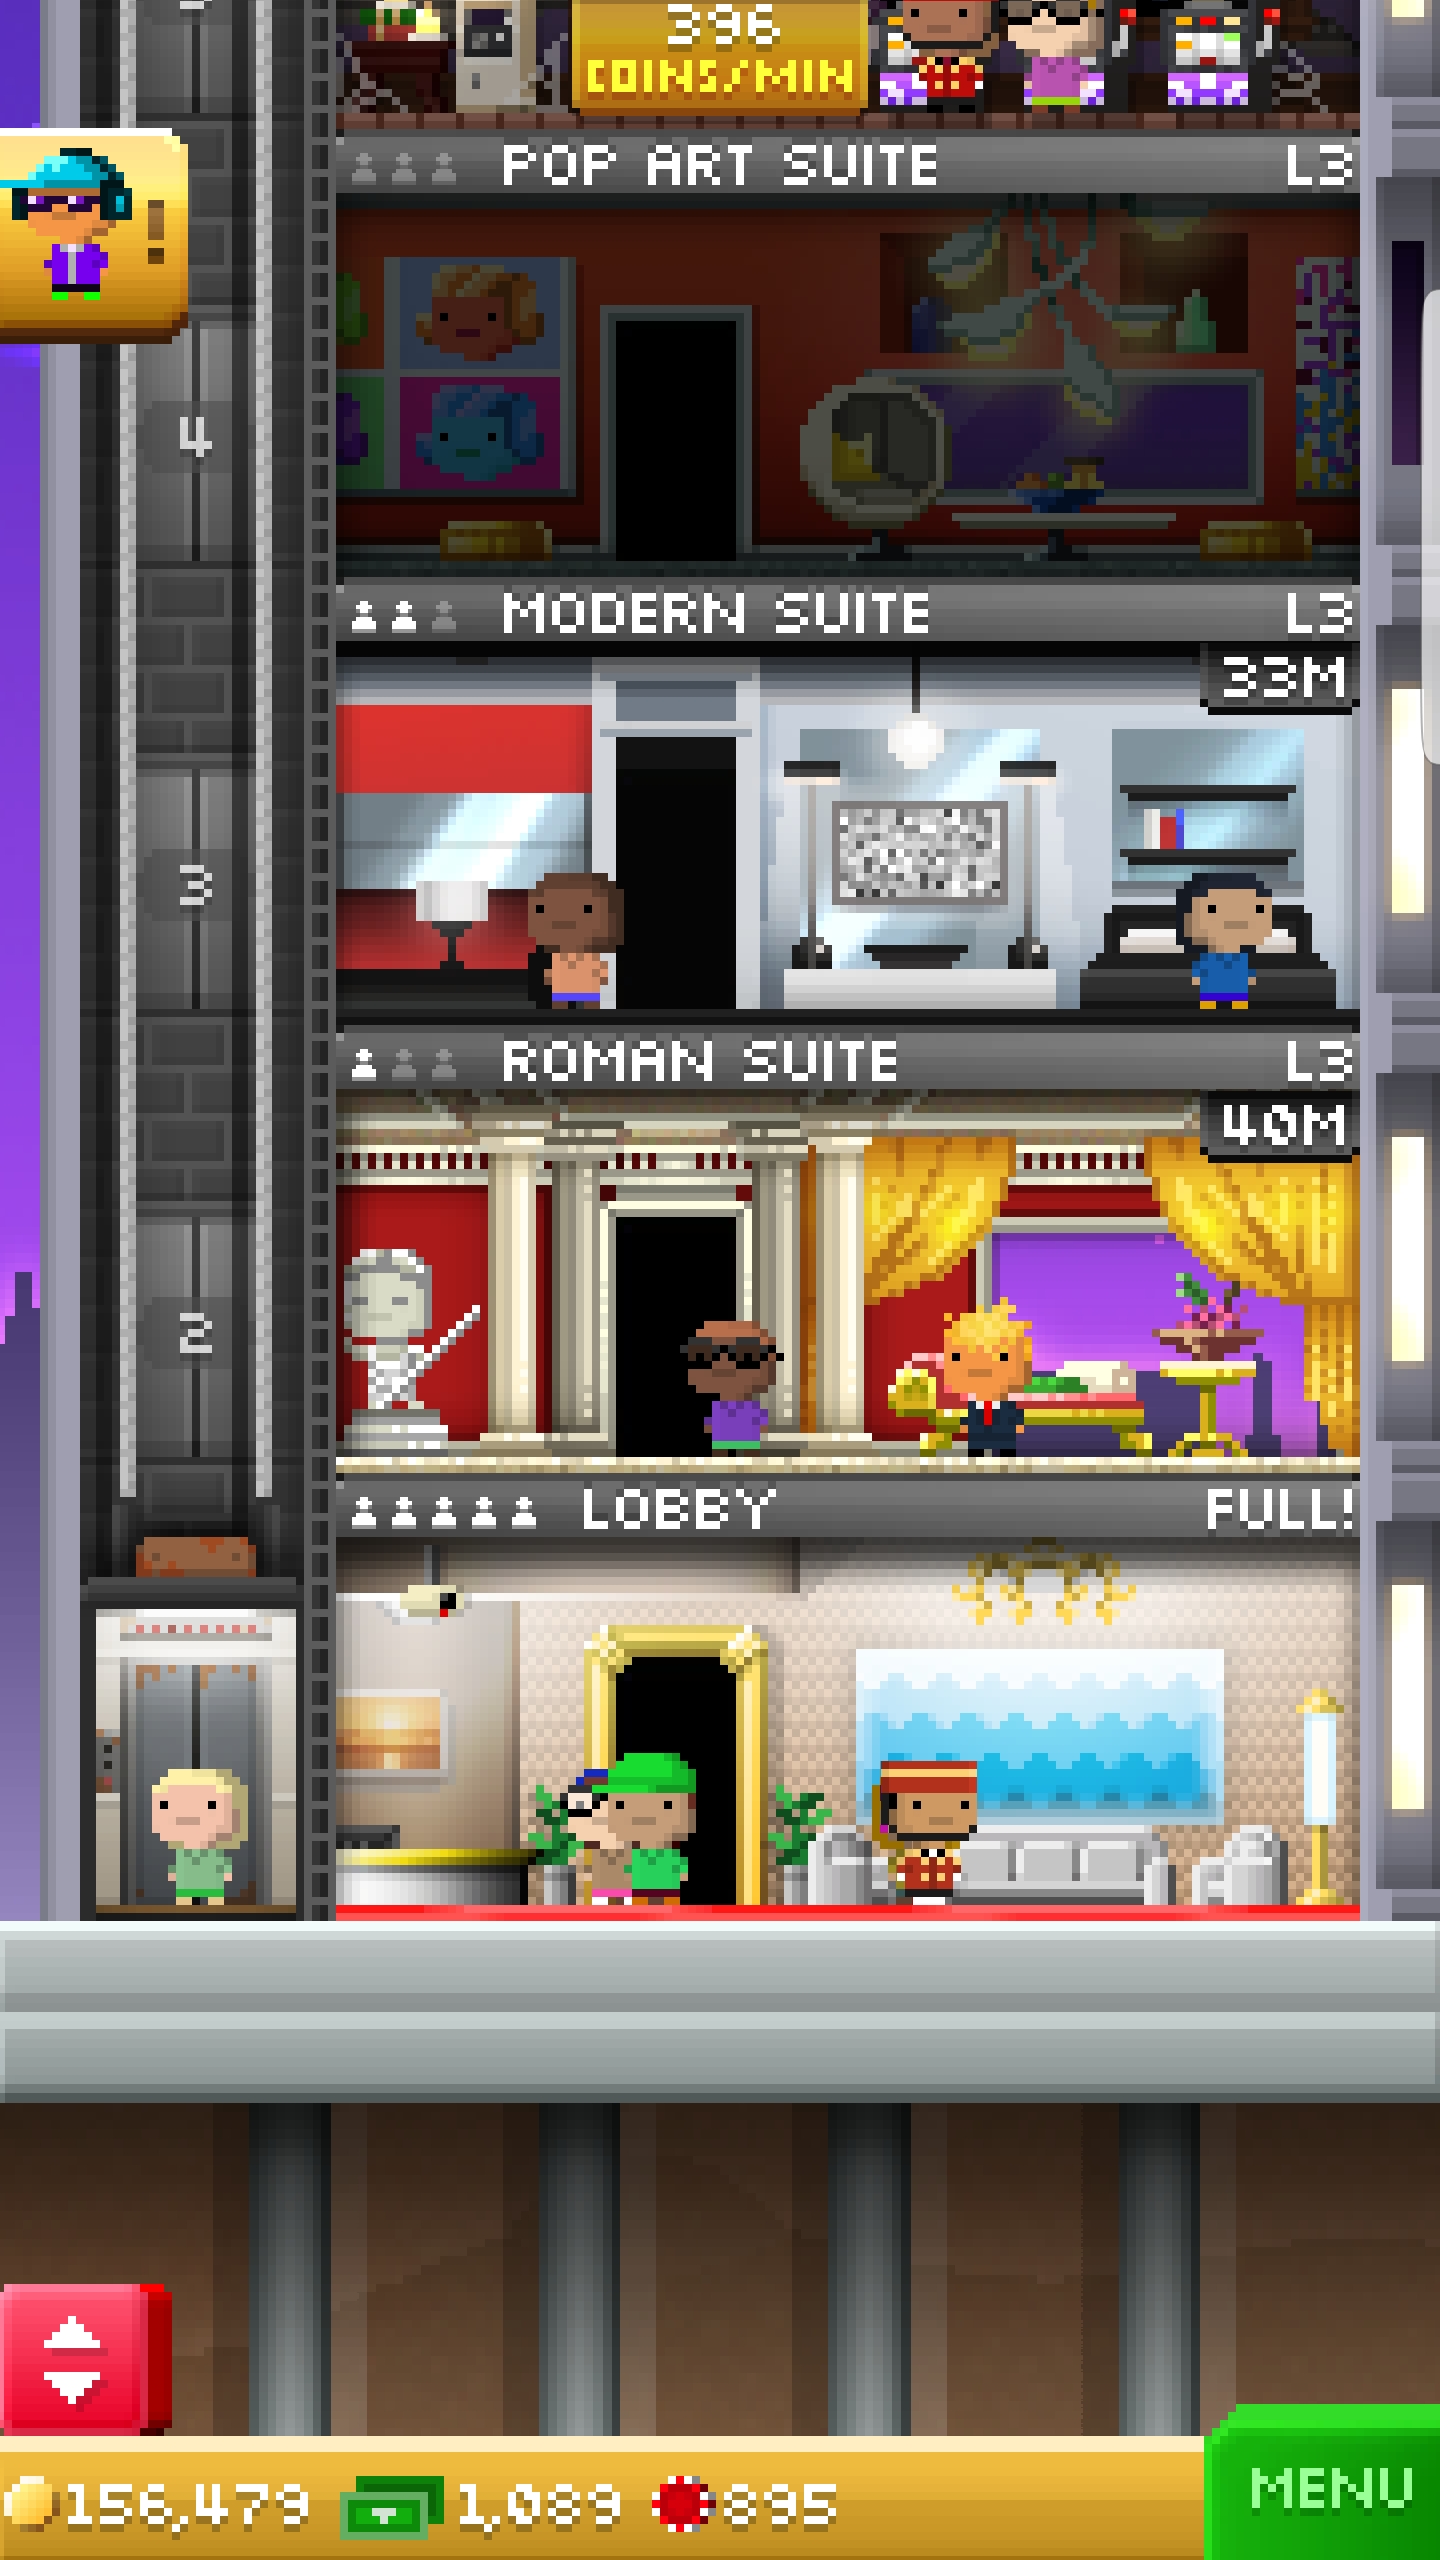 396
COINS/MIN
POP ART SUITE L3
4
MODERN SUITE L3
33M
3
ROMAN SUITE L3
40M
2
LOBBY FULL!
156,479 1,089 895
MENU